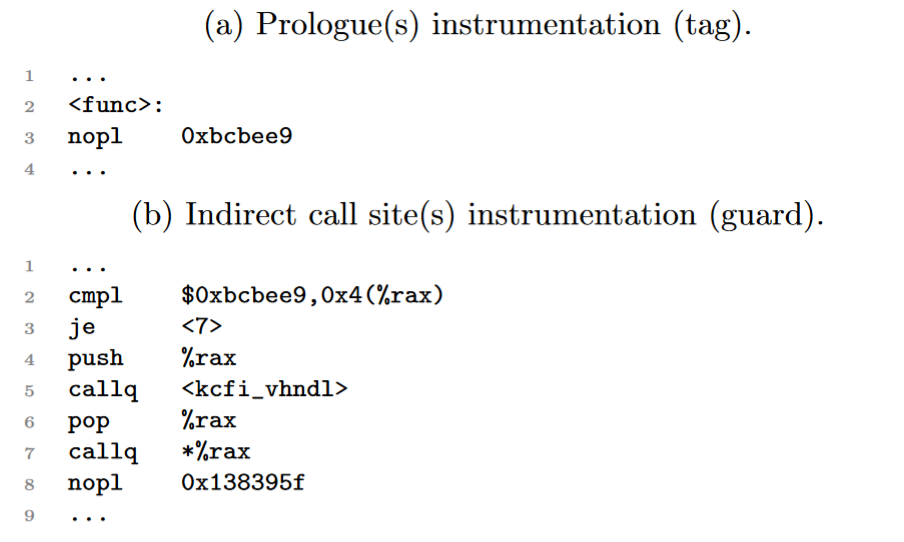 (a) Prologue(s) instrumentation (tag).
1 ...
2 <func>:
3 nopl 0xbcbee9
4 ...
(b) Indirect call site(s) instrumentation (guard).
1 ...
2 cmpl $0xbcbee9,0x4(%rax)
3 je <7>
4 push %rax
5 callq <kcfi_vhndl>
6 pop %rax
7 callq *%rax
8 nopl 0x138395f
9 ...